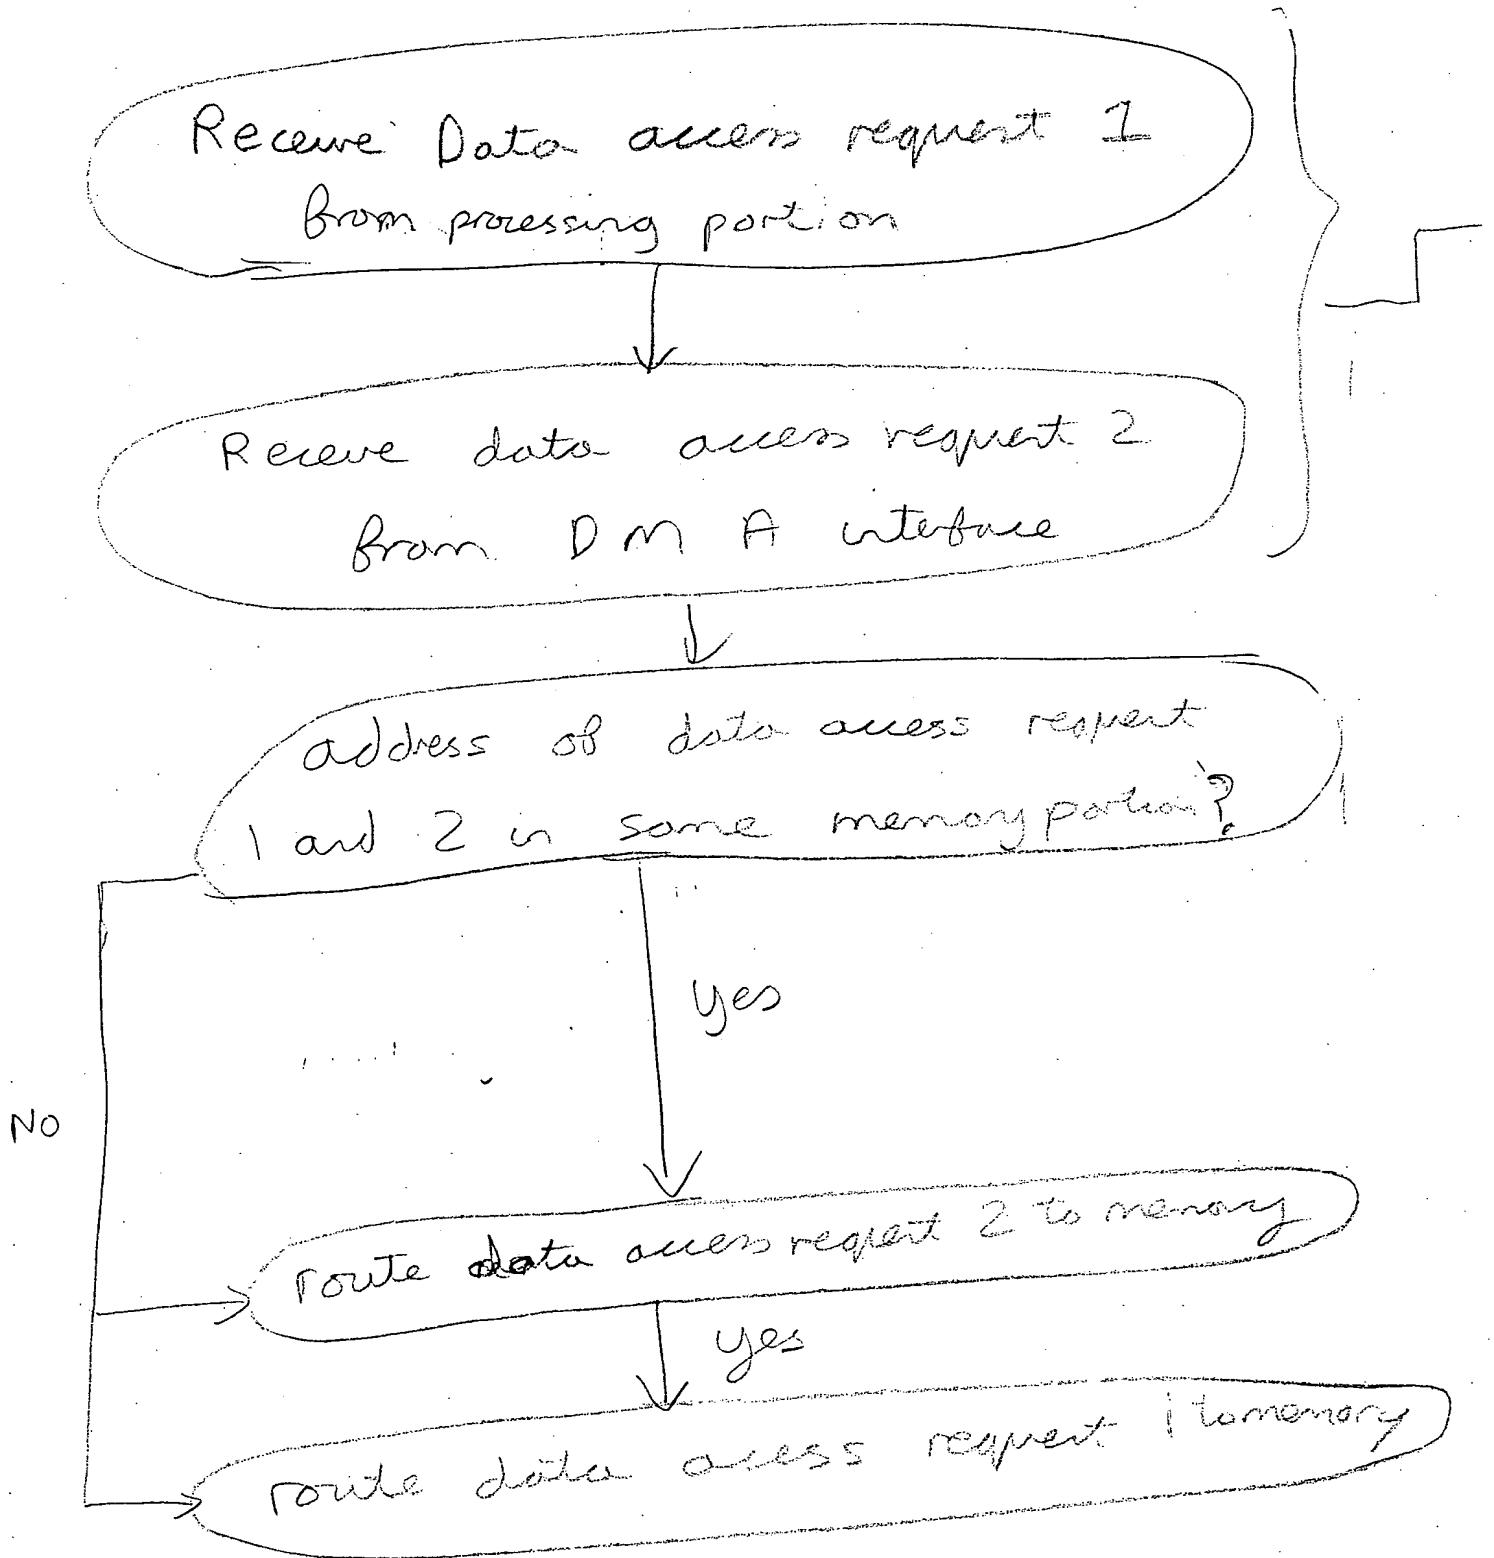 Receive Data access request 1
from processing portion
Receve data access request 2
from DMA interface
address of data access request
1 and 2 in same memory portion?
yes
NO
route data access request 2 to memory
yes
route data access request 1 to memory